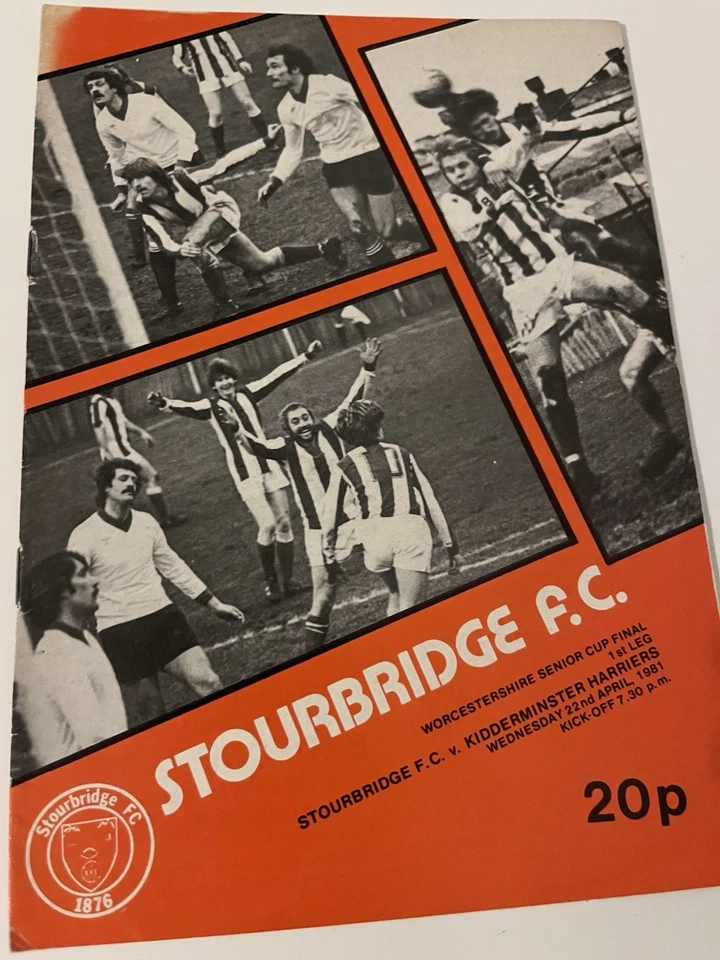 STOURBRIDGE F.C.
WORCESTERSHIRE SENIOR CUP FINAL
1st LEG
STOURBRIDGE F.C. v. KIDDERMINSTER HARRIERS
WEDNESDAY 22nd APRIL, 1981
KICK-OFF 7.30 p.m.
20p
Stourbridge FC
1876